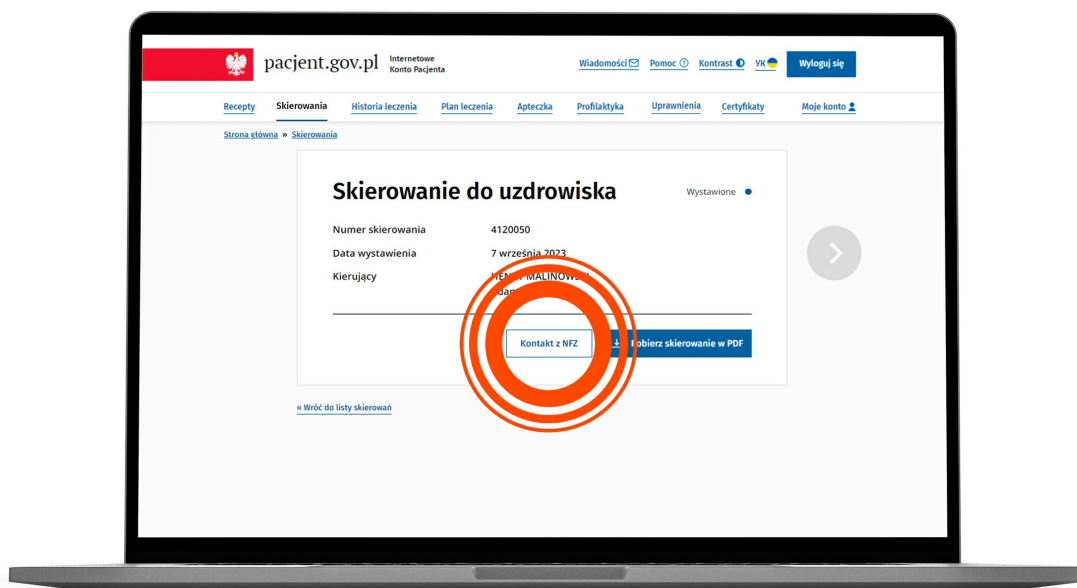 pacjent.gov.pl
Internetowe
Konto Pacjenta
Wiadomości Pomoc Kontrast УК Wyloguj się
Recepty Skierowania Historia leczenia Plan leczenia Apteczka Profilaktyka Uprawnienia Certyfikaty Moje konto
Strona główna » Skierowania
Skierowanie do uzdrowiska
Wystawione
Numer skierowania 4120050
Data wystawienia 7 września 2023
Kierujący
Kontakt z NFZ
Pobierz skierowanie w PDF
« Wróć do listy skierowań